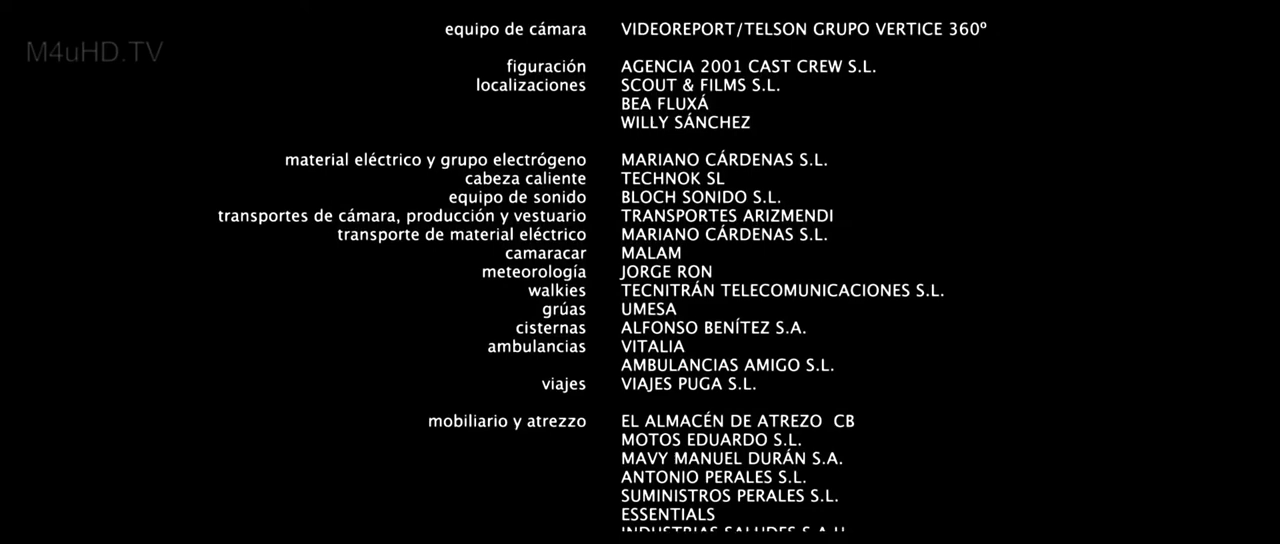 M4uHD.TV
equipo de cámara VIDEOREPORT/TELSON GRUPO VERTICE 360º
figuración AGENCIA 2001 CAST CREW S.L.
localizaciones SCOUT & FILMS S.L.
BEA FLUXÁ
WILLY SÁNCHEZ
material eléctrico y grupo electrógeno MARIANO CÁRDENAS S.L.
cabeza caliente TECHNOK SL
equipo de sonido BLOCH SONIDO S.L.
transportes de cámara, producción y vestuario TRANSPORTES ARIZMENDI
transporte de material eléctrico MARIANO CÁRDENAS S.L.
camaracar MALAM
meteorología JORGE RON
walkies TECNITRÁN TELECOMUNICACIONES S.L.
grúas UMESA
cisternas ALFONSO BENÍTEZ S.A.
ambulancias VITALIA
AMBULANCIAS AMIGO S.L.
viajes VIAJES PUGA S.L.
mobiliario y atrezzo EL ALMACÉN DE ATREZO CB
MOTOS EDUARDO S.L.
MAVY MANUEL DURÁN S.A.
ANTONIO PERALES S.L.
SUMINISTROS PERALES S.L.
ESSENTIALS
INDUSTRIAS SALUDES S.A.U.